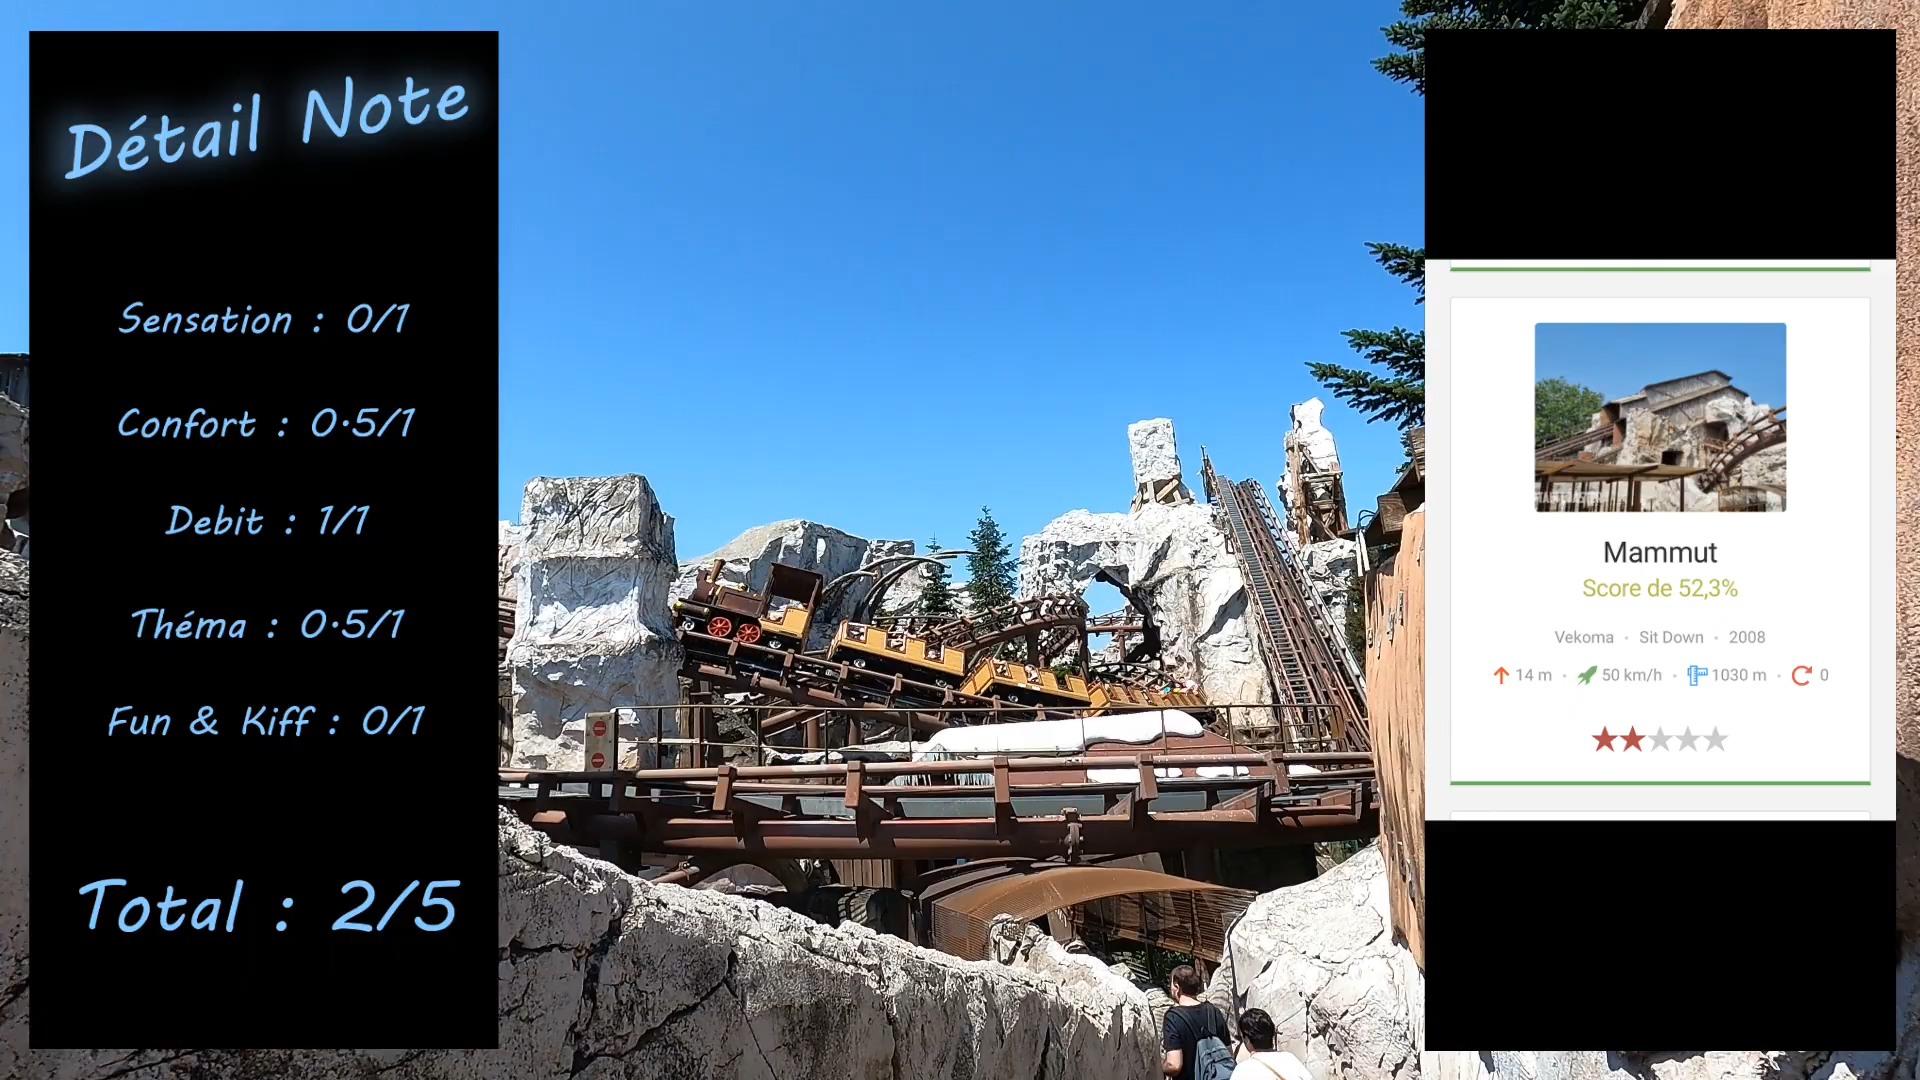 Détail Note
Sensation : 0/1
Confort : 0.5/1
Debit : 1/1
Théma : 0.5/1
Fun & Kiff : 0/1
Total : 2/5
Mammut
Score de 52,3%
Vekoma • Sit Down • 2008
14 m • 50 km/h • 1030 m • 0